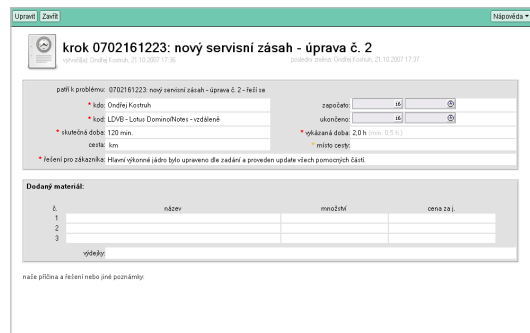 Upravit Zavřít Nápověda
krok 0702161223: nový servisní zásah - úprava č. 2
vytvořil(a): Ondřej Kostruh, 21.10.2007 17:36 poslední změna: Ondřej Kostruh, 21.10.2007 17:37
patří k problému: 0702161223: nový servisní zásah - úprava č. 2 - řeší se
* kdo: Ondřej Kostruh započato: 16
* kod: LDVB - Lotus Domino/Notes - vzdáleně ukončeno: 16
* skutečná doba: 120 min. * vykázaná doba: 2,0 h (min. 0,5 h)
cesta: km * místo cesty:
* řešení pro zákazníka: Hlavní výkonné jádro bylo upraveno dle zadání a proveden update všech pomocných částí.
Dodaný materiál:
č. název množství cena za j.
1
2
3
výdejky:
naše příčina a řešení nebo jiné poznámky: